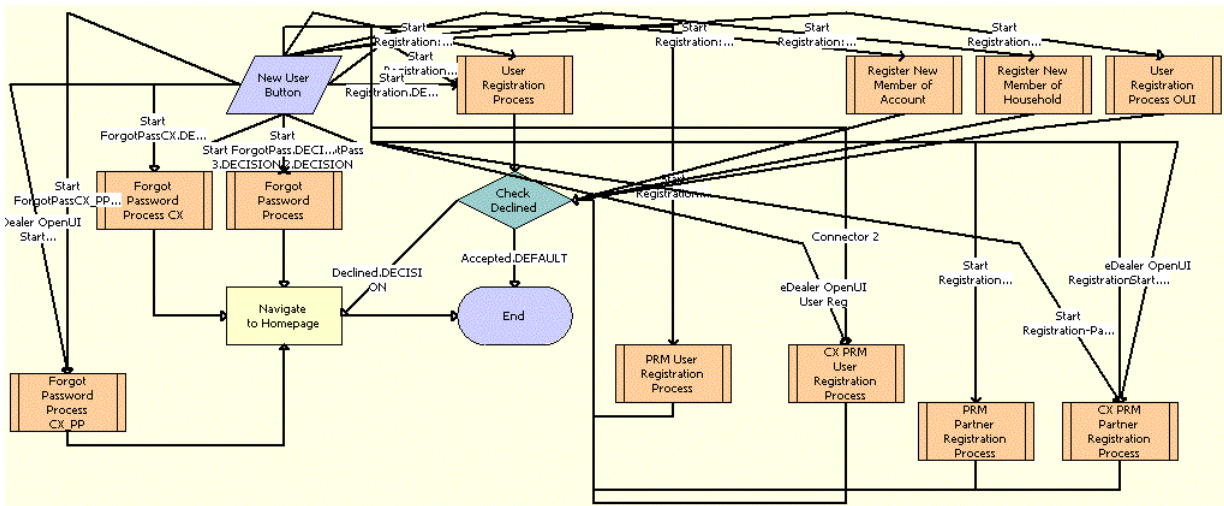 Start
Registration:...
Start
Registration...
Start
Registration.DE...
Start
Registration:...
Start
Registration:...
Start
Registration...
New User
Button
User
Registration
Process
Register New
Member of
Account
Register New
Member of
Household
User
Registration
Process OUI
Start
ForgotPassCX.DE...
Start
Start ForgotPass.DECI...tPass
3.DECISION 2.DECISION
Start
ForgotPassCX_PP...
Dealer OpenUI
Start...
Forgot
Password
Process CX
Forgot
Password
Process
Check
Declined
Start
Registration...
Connector 2
Declined.DECISI
ON
Accepted.DEFAULT
Navigate
to Homepage
End
eDealer OpenUI
User Reg
Start
Registration...
eDealer OpenUI
Start....
Start
Registration-Pa...
Forgot
Password
Process
CX_PP
PRM User
Registration
Process
CX PRM
User
Registration
Process
PRM
Partner
Registration
Process
CX PRM
Partner
Registration
Process